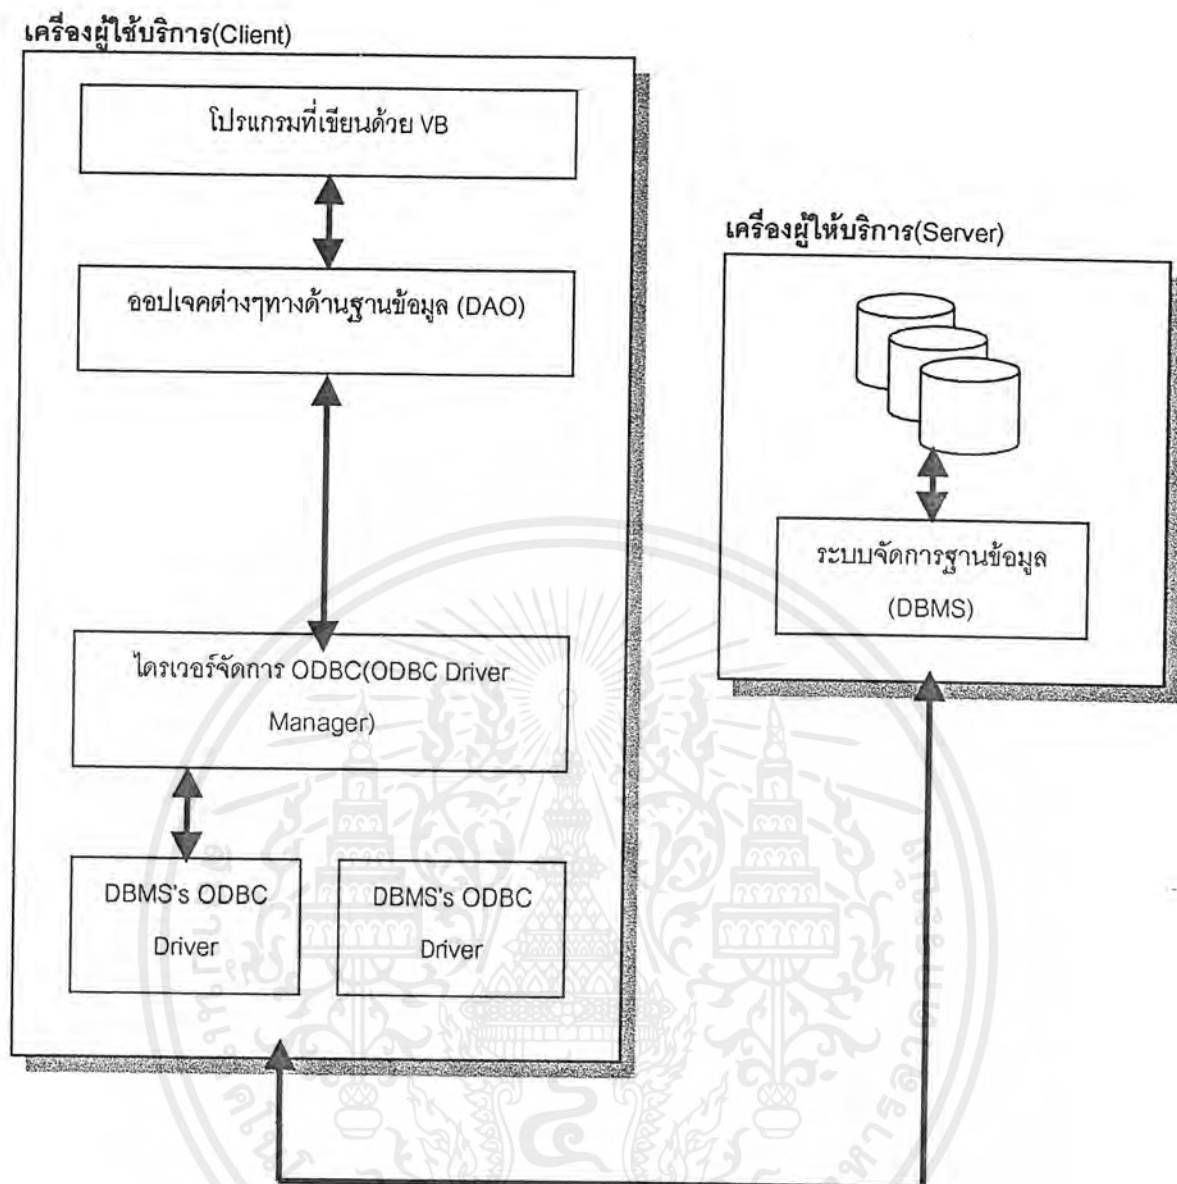 เครื่องผู้ใช้บริการ(Client)
โปรแกรมที่เขียนด้วย VB
ออปเจคต่างๆทางด้านฐานข้อมูล (DAO)
ไดรเวอร์จัดการ ODBC(ODBC Driver
Manager)
DBMS's ODBC
Driver
DBMS's ODBC
Driver
เครื่องผู้ให้บริการ(Server)
ระบบจัดการฐานข้อมูล
(DBMS)